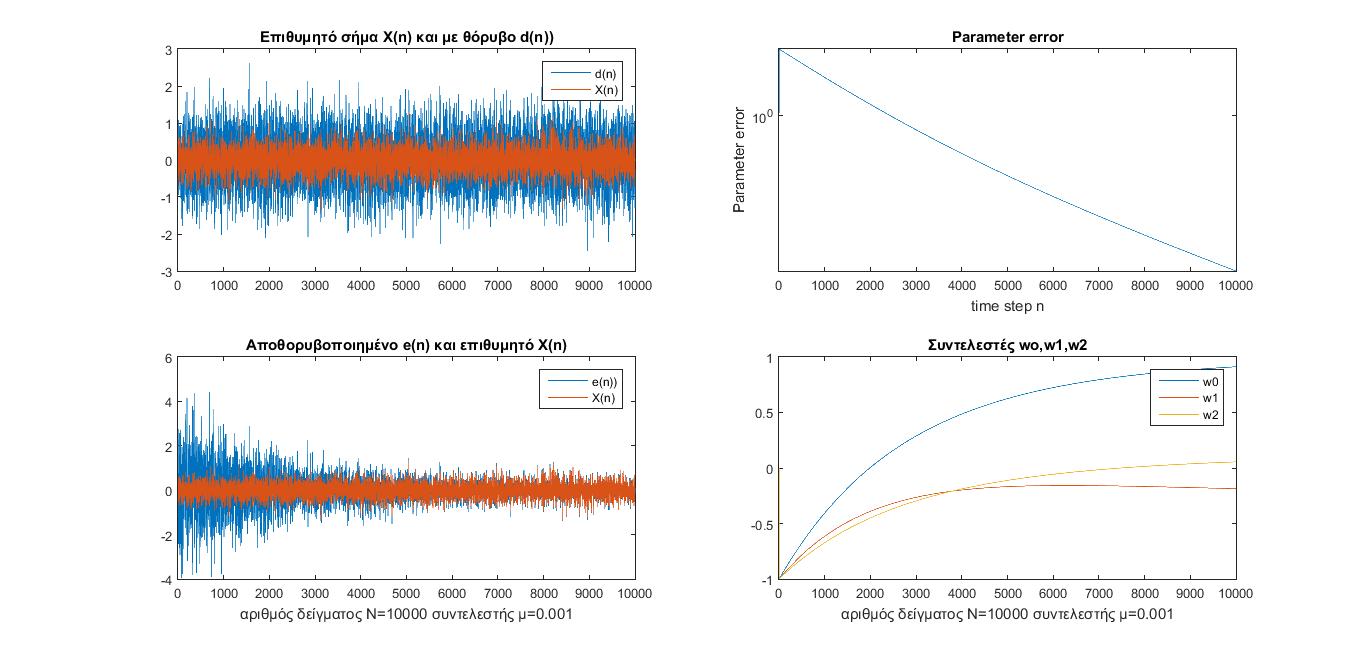 Επιθυμητό σήμα X(n) και με θόρυβο d(n))
3
2
1
0
-1
-2
-3
d(n)
X(n)
0 1000 2000 3000 4000 5000 6000 7000 8000 9000 10000
Parameter error
Parameter error
10^0
0 1000 2000 3000 4000 5000 6000 7000 8000 9000 10000
time step n
Αποθορυβοποιημένο e(n) και επιθυμητό X(n)
6
4
2
0
-2
-4
e(n))
X(n)
0 1000 2000 3000 4000 5000 6000 7000 8000 9000 10000
αριθμός δείγματος N=10000 συντελεστής μ=0.001
Συντελεστές wo,w1,w2
1
0.5
0
-0.5
-1
w0
w1
w2
0 1000 2000 3000 4000 5000 6000 7000 8000 9000 10000
αριθμός δείγματος N=10000 συντελεστής μ=0.001